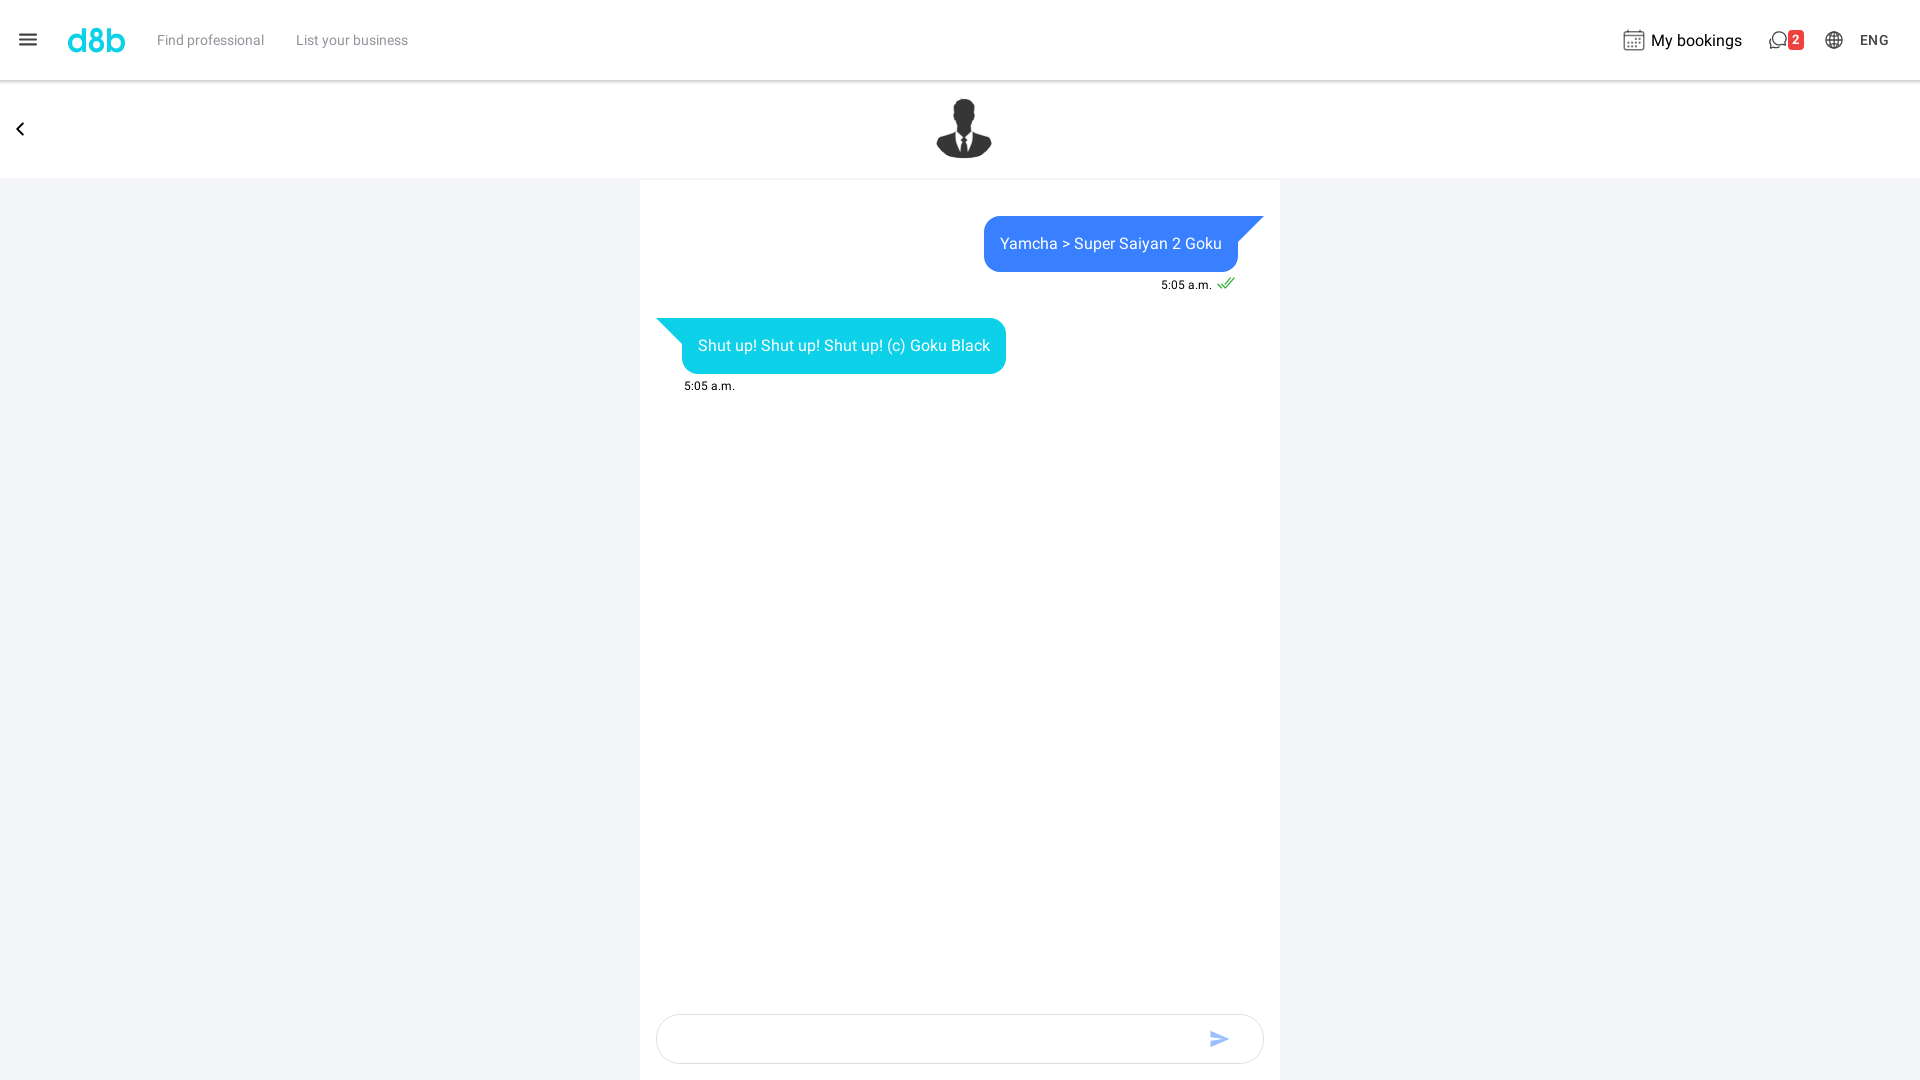 d8b
Find professional
List your business
My bookings
2
ENG
Yamcha > Super Saiyan 2 Goku
5:05 a.m.
Shut up! Shut up! Shut up! (c) Goku Black
5:05 a.m.